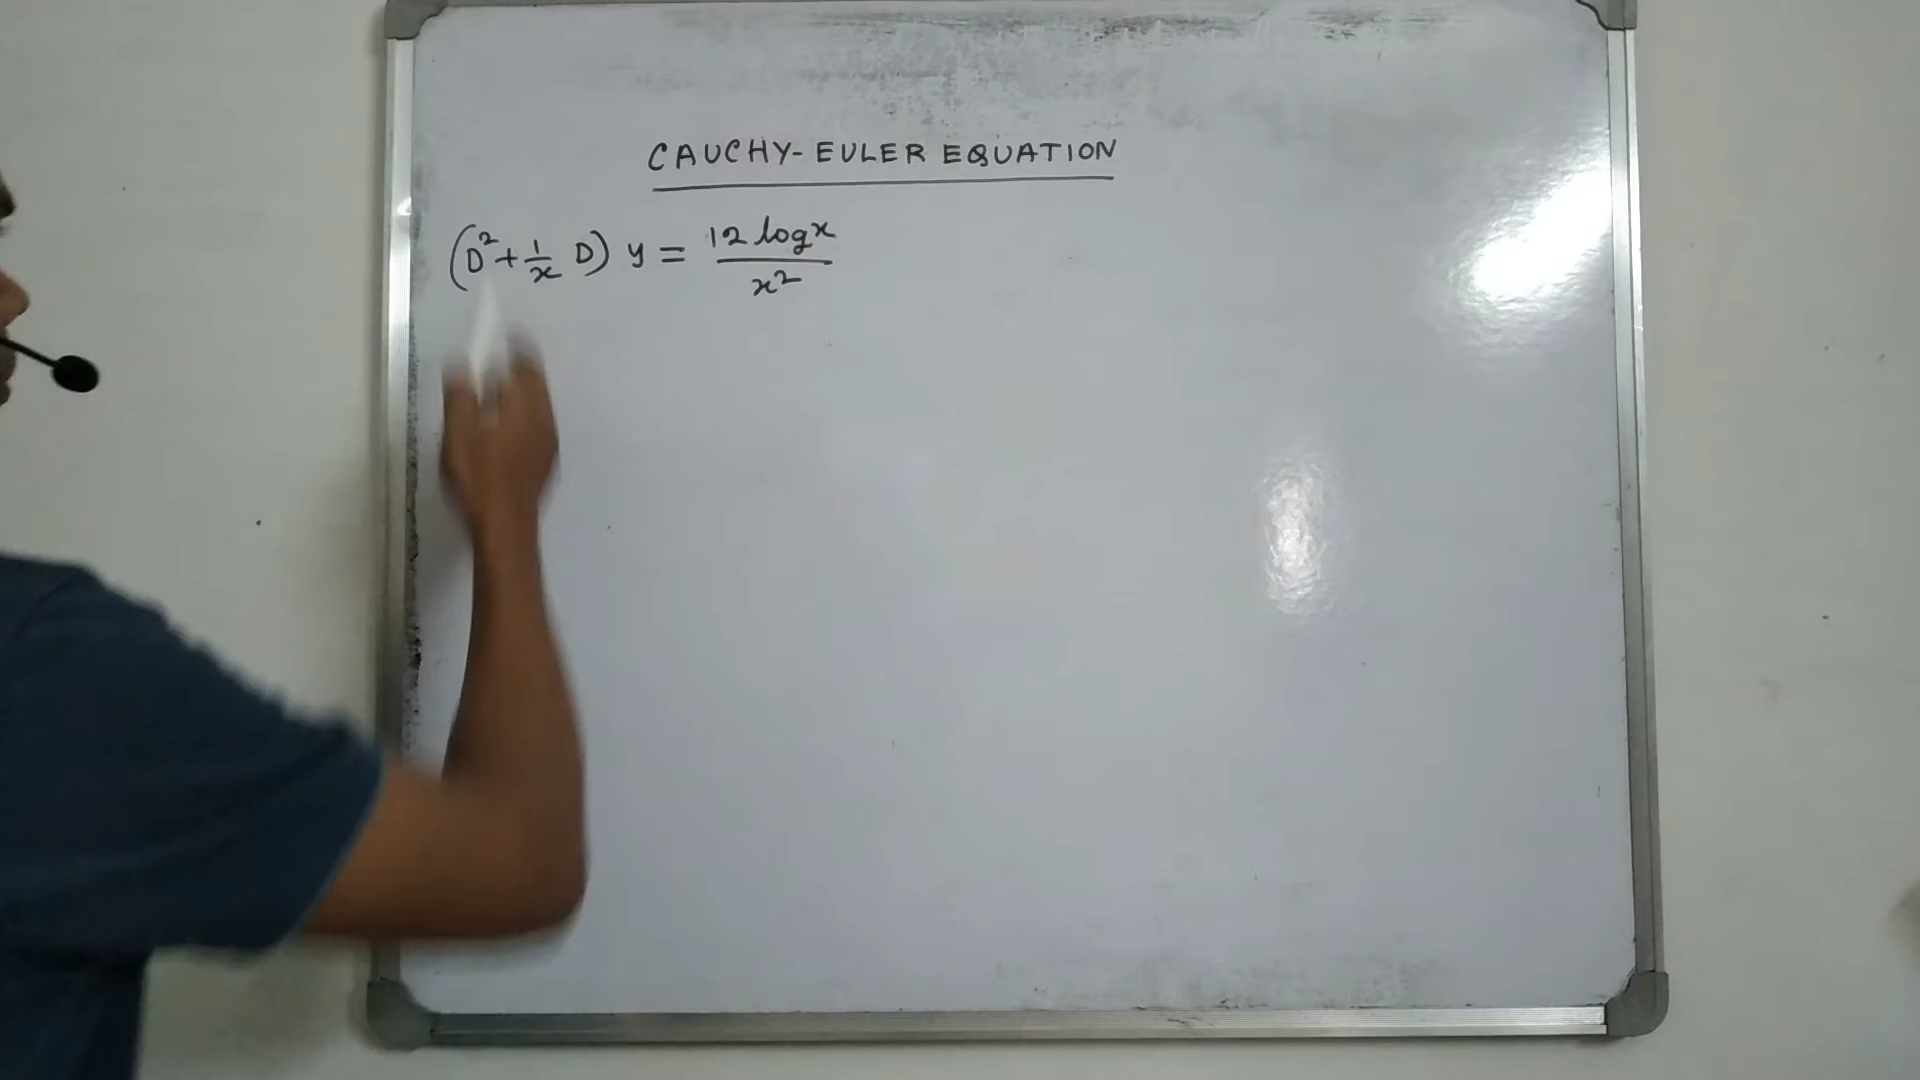 CAUCHY-EULER EQUATION
(D² + 1/x D) y = 12 log x / x²